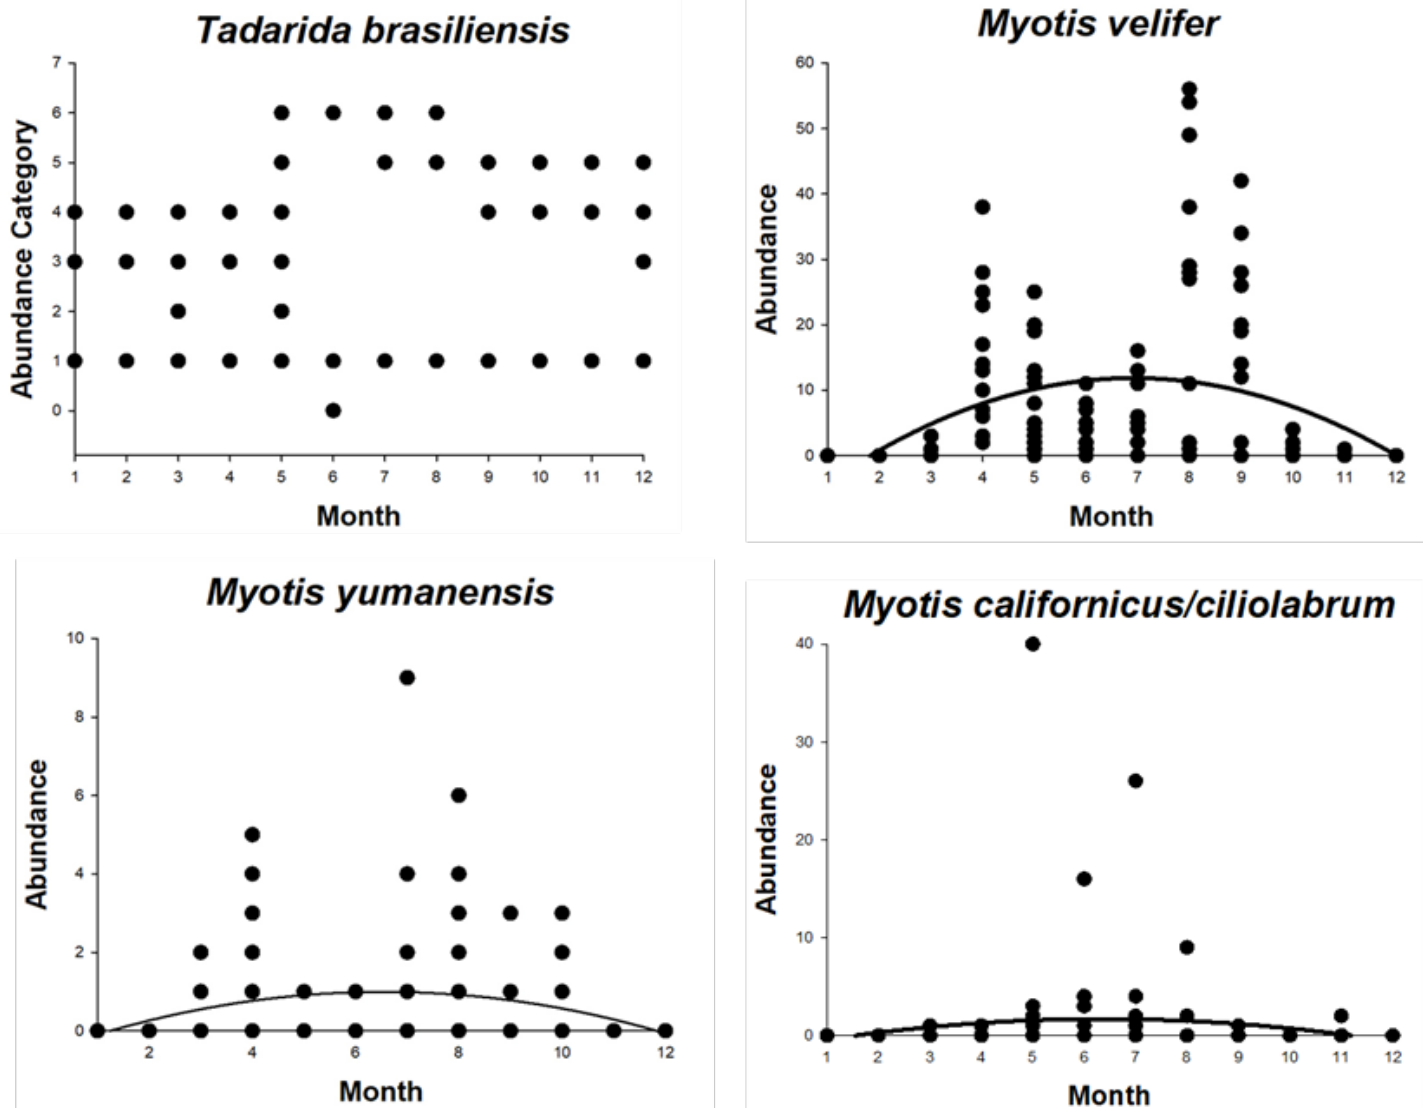 Tadarida brasiliensis
7
6
5
4
3
2
1
0
Abundance Category
1 2 3 4 5 6 7 8 9 10 11 12
Month
Myotis velifer
60
50
40
30
20
10
0
Abundance
1 2 3 4 5 6 7 8 9 10 11 12
Month
Myotis yumanensis
10
8
6
4
2
0
Abundance
2 4 6 8 10 12
Month
Myotis californicus/ciliolabrum
40
30
20
10
0
Abundance
1 2 3 4 5 6 7 8 9 10 11 12
Month